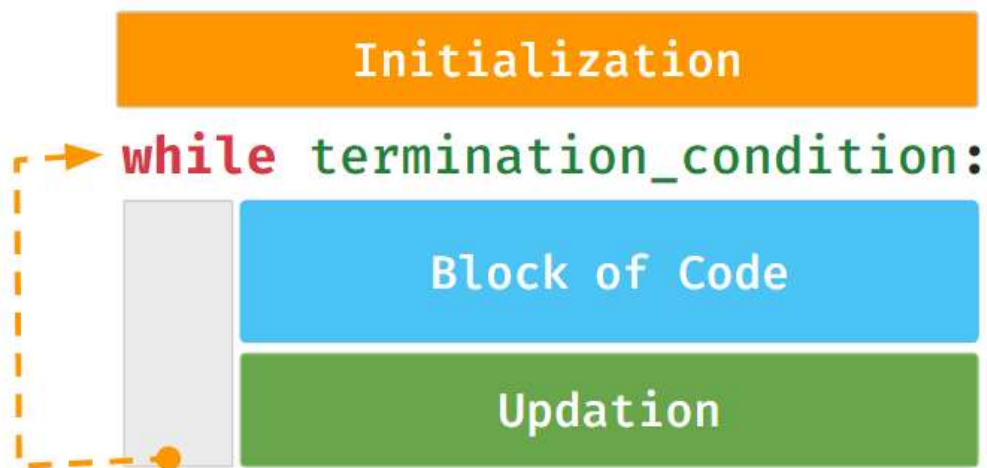 Initialization
while termination_condition:
Block of Code
Updation